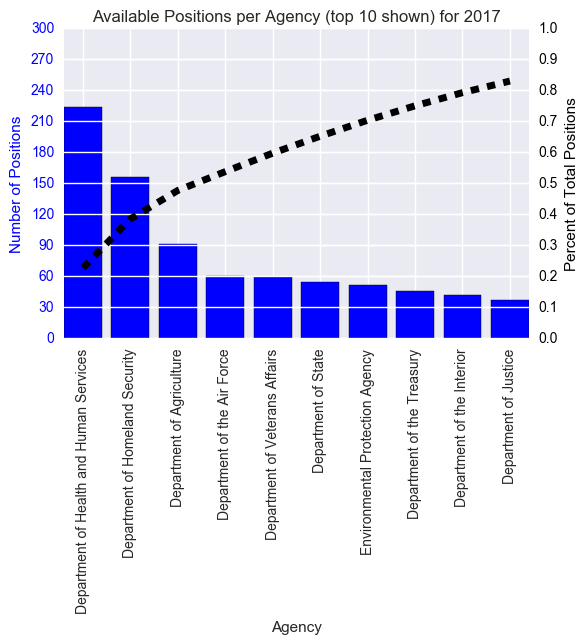 Available Positions per Agency (top 10 shown) for 2017
Number of Positions
300
270
240
210
180
150
120
90
60
30
0
Percent of Total Positions
1.0
0.9
0.8
0.7
0.6
0.5
0.4
0.3
0.2
0.1
0.0
Department of Health and Human Services
Department of Homeland Security
Department of Agriculture
Department of the Air Force
Department of Veterans Affairs
Department of State
Environmental Protection Agency
Department of the Treasury
Department of the Interior
Department of Justice
Agency